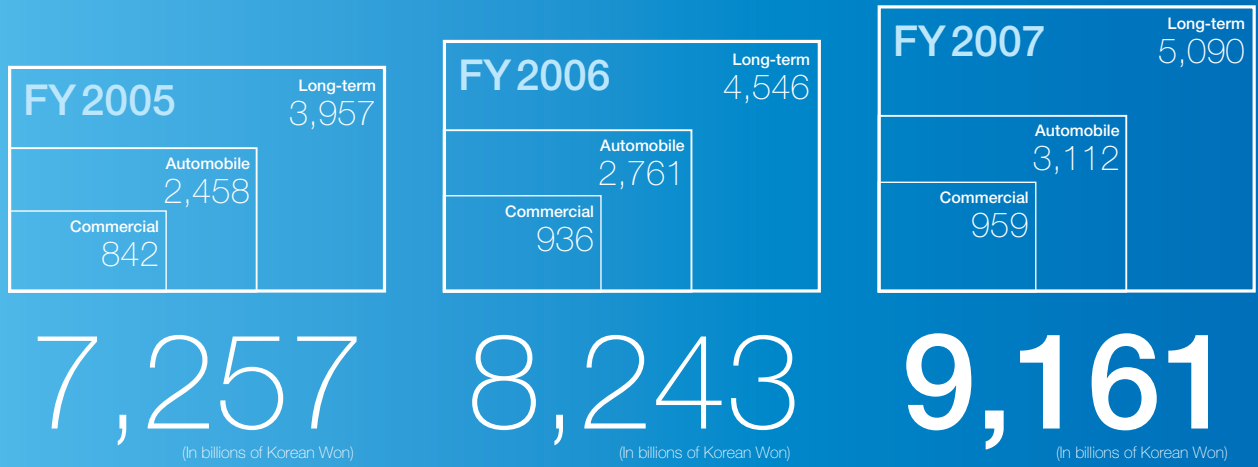 FY 2005
Long-term
3,957
Automobile
2,458
Commercial
842
7,257
(In billions of Korean Won)
FY 2006
Long-term
4,546
Automobile
2,761
Commercial
936
8,243
(In billions of Korean Won)
FY 2007
Long-term
5,090
Automobile
3,112
Commercial
959
9,161
(In billions of Korean Won)